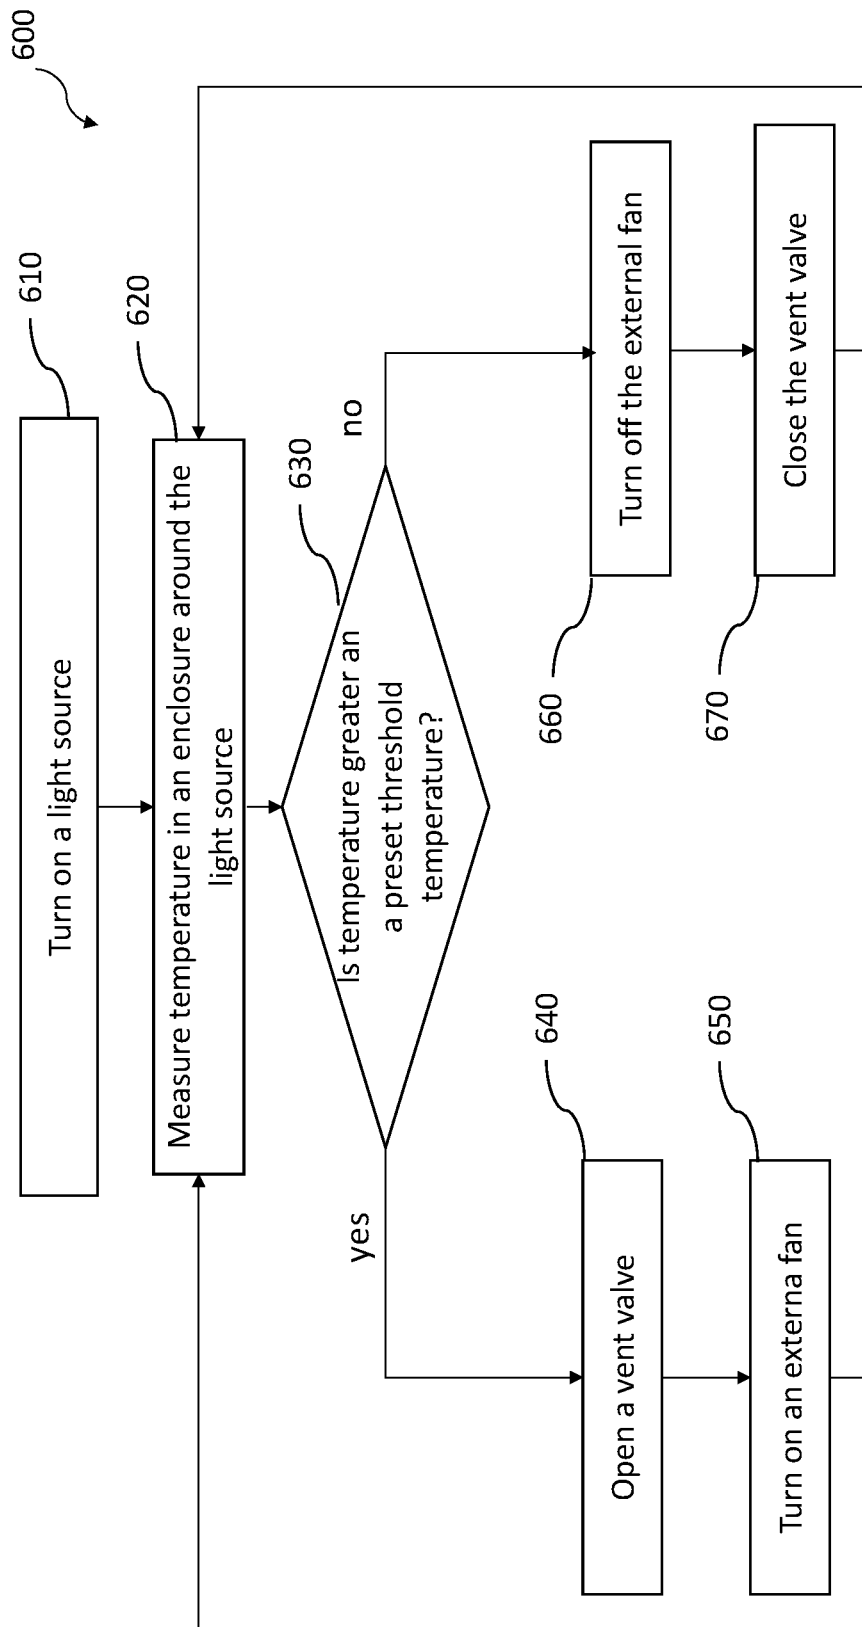 600
Turn on a light source
610
Measure temperature in an enclosure around the
light source
620
Is temperature greater an
a preset threshold
temperature?
630
yes
no
Open a vent valve
640
Turn off the external fan
660
Turn on an externa fan
650
Close the vent valve
670